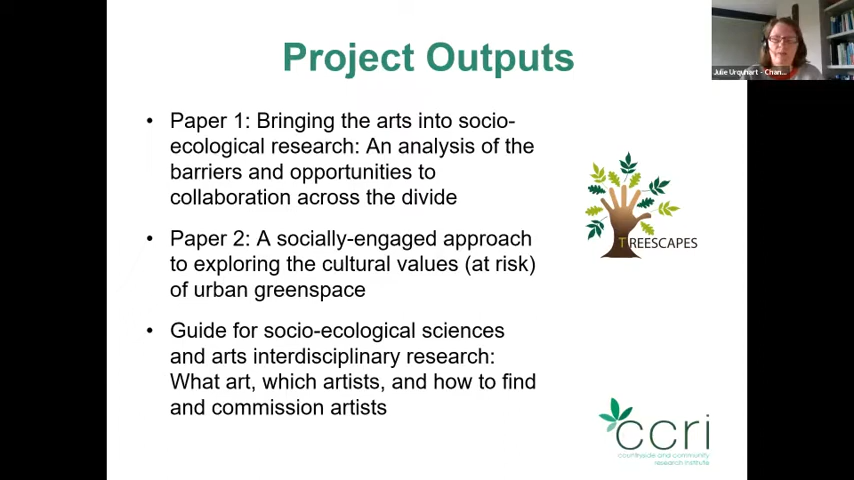 Project Outputs
Julie Urquhart - Chan...
• Paper 1: Bringing the arts into socio-
ecological research: An analysis of the
barriers and opportunities to
collaboration across the divide
• Paper 2: A socially-engaged approach
to exploring the cultural values (at risk)
of urban greenspace
• Guide for socio-ecological sciences
and arts interdisciplinary research:
What art, which artists, and how to find
and commission artists
TREESCAPES
ccri
countryside and community
research institute